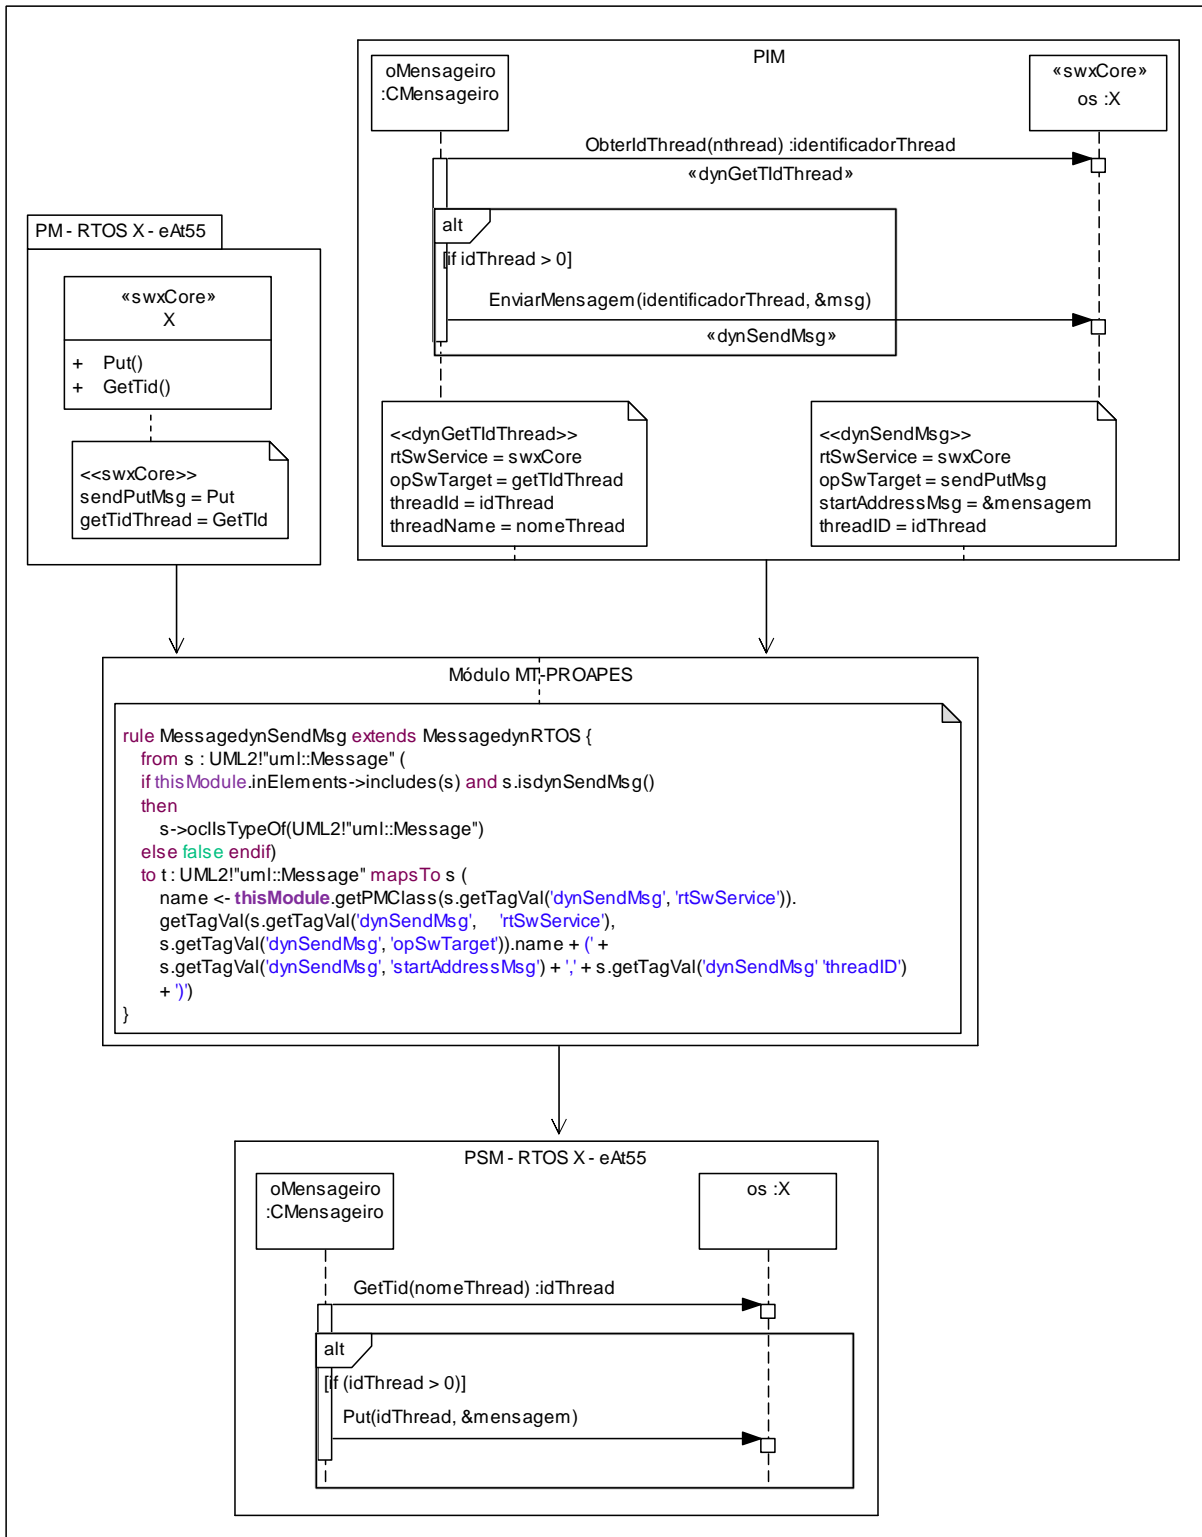 PIM
oMensageiro
:CMensageiro
«swxCore»
os :X
ObterIdThread(nthread) :identificadorThread
«dynGetTIdThread»
alt
[if idThread > 0]
EnviarMensagem(identificadorThread, &msg)
«dynSendMsg»
<<dynGetTIdThread>>
rtSwService = swxCore
opSwTarget = getTIdThread
threadId = idThread
threadName = nomeThread
<<dynSendMsg>>
rtSwService = swxCore
opSwTarget = sendPutMsg
startAddressMsg = &mensagem
threadID = idThread
PM - RTOS X - eAt55
«swxCore»
X
+ Put()
+ GetTid()
<<swxCore>>
sendPutMsg = Put
getTidThread = GetTId
Módulo MT-PROAPES
rule MessagedynSendMsg extends MessagedynRTOS {
from s : UML2!"uml::Message" (
if thisModule.inElements->includes(s) and s.isdynSendMsg()
then
s->oclIsTypeOf(UML2!"uml::Message")
else false endif)
to t : UML2!"uml::Message" mapsTo s (
name <- thisModule.getPMClass(s.getTagVal('dynSendMsg', 'rtSwService')).
getTagVal(s.getTagVal('dynSendMsg', 'rtSwService'),
s.getTagVal('dynSendMsg', 'opSwTarget')).name + (' +
s.getTagVal('dynSendMsg', 'startAddressMsg') + ',' + s.getTagVal('dynSendMsg' 'threadID')
+ ')')
}
PSM - RTOS X - eAt55
oMensageiro
:CMensageiro
os :X
GetTid(nomeThread) :idThread
alt
[if (idThread > 0)]
Put(idThread, &mensagem)